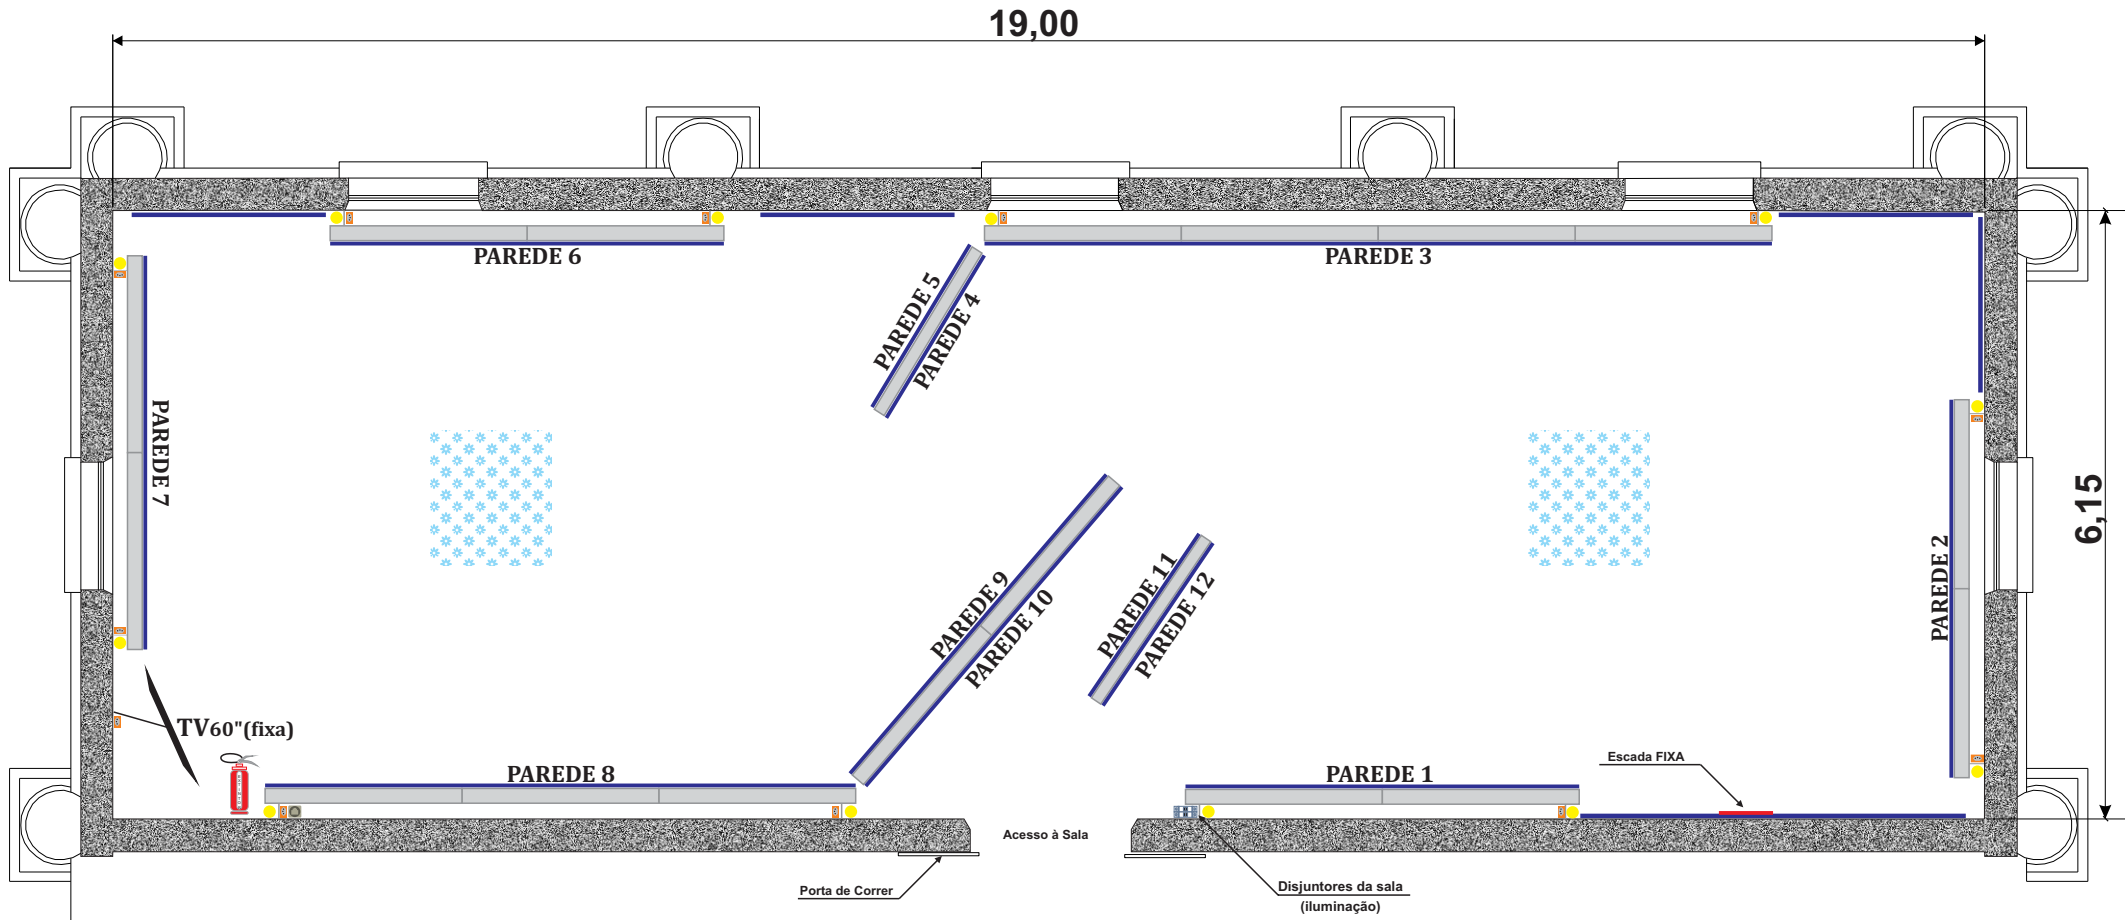 19,00
PAREDE 6
PAREDE 3
PAREDE 5
PAREDE 4
PAREDE 7
6,15
PAREDE 2
PAREDE 9
PAREDE 10
PAREDE 11
PAREDE 12
TV60"(fixa)
PAREDE 8
PAREDE 1
Escada FIXA
Acesso à Sala
Porta de Correr
Disjuntores da sala
(iluminação)